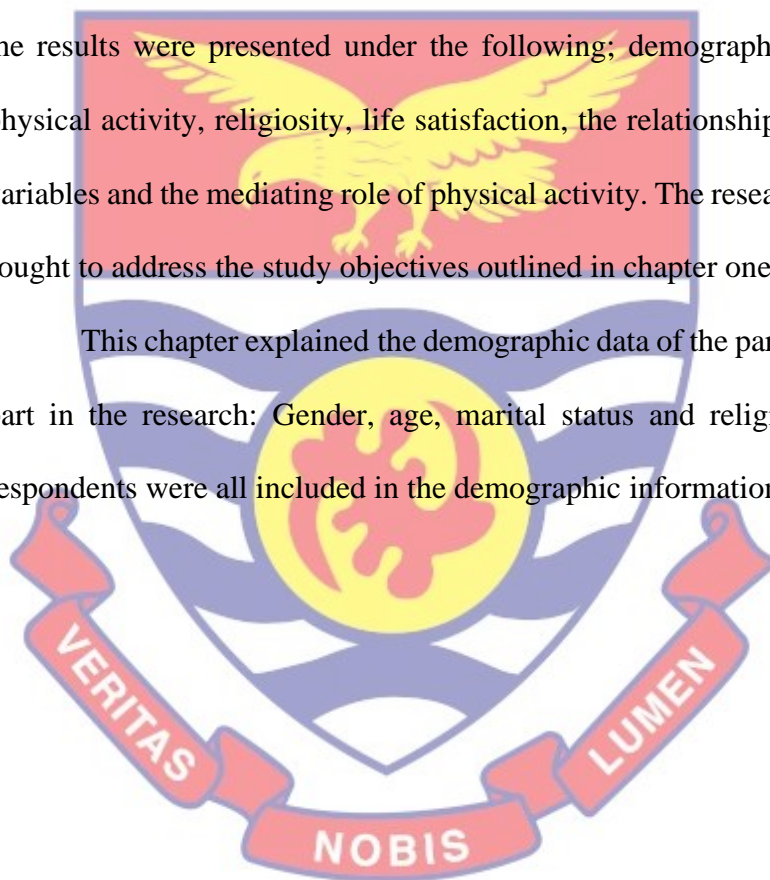 he results were presented under the following; demograph
hysical activity, religiosity, life satisfaction, the relationship
variables and the mediating role of physical activity. The resea
ought to address the study objectives outlined in chapter one
This chapter explained the demographic data of the par
art in the research: Gender, age, marital status and relig
espondents were all included in the demographic information
VERITAS
NOBIS
LUMEN